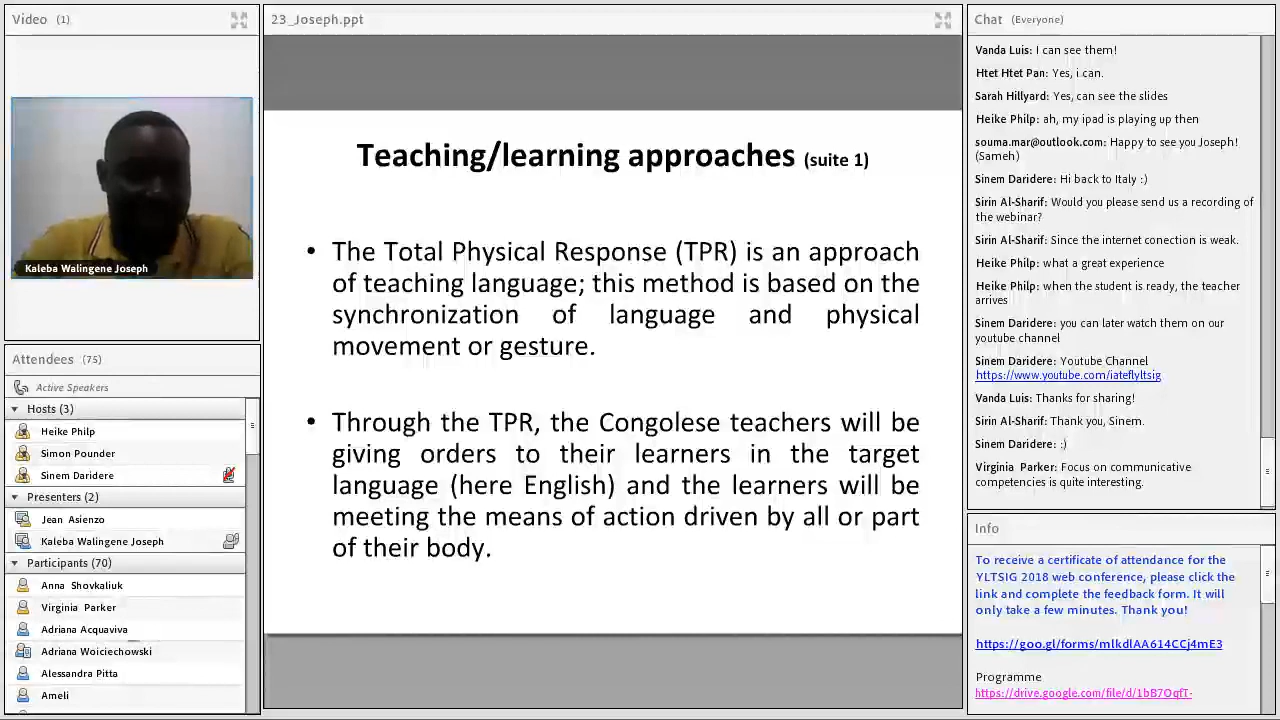 Video (1)
Kaleba Walingene Joseph
Attendees (75)
Active Speakers
Hosts (3)
Heike Philp
Simon Pounder
Sinem Daridere
Presenters (2)
Jean Asienzo
Kaleba Walingene Joseph
Participants (70)
Anna Shovkaliuk
Virginia Parker
Adriana Acquaviva
Adriana Woiciechowski
Alessandra Pitta
Ameli
23_Joseph.ppt
Teaching/learning approaches (suite 1)
• The Total Physical Response (TPR) is an approach
of teaching language; this method is based on the
synchronization of language and physical
movement or gesture.
• Through the TPR, the Congolese teachers will be
giving orders to their learners in the target
language (here English) and the learners will be
meeting the means of action driven by all or part
of their body.
Chat (Everyone)
Vanda Luis: I can see them!
Htet Htet Pan: Yes, i can.
Sarah Hillyard: Yes, can see the slides
Heike Philp: ah, my ipad is playing up then
souma.mar@outlook.com: Happy to see you Joseph!
(Sameh)
Sinem Daridere: Hi back to Italy :)
Sirin Al-Sharif: Would you please send us a recording of
the webinar?
Sirin Al-Sharif: Since the internet conection is weak.
Heike Philp: what a great experience
Heike Philp: when the student is ready, the teacher
arrives
Sinem Daridere: you can later watch them on our
youtube channel
Sinem Daridere: Youtube Channel
https://www.youtube.com/iateflyltsig
Vanda Luis: Thanks for sharing!
Sirin Al-Sharif: Thank you, Sinem.
Sinem Daridere: :)
Virginia Parker: Focus on communicative
competencies is quite interesting.
Info
To receive a certificate of attendance for the
YLTSIG 2018 web conference, please click the
link and complete the feedback form. It will
only take a few minutes. Thank you!
https://goo.gl/forms/mlkdlAA614CCj4mE3
Programme
https://drive.google.com/file/d/1bB7OqfT-